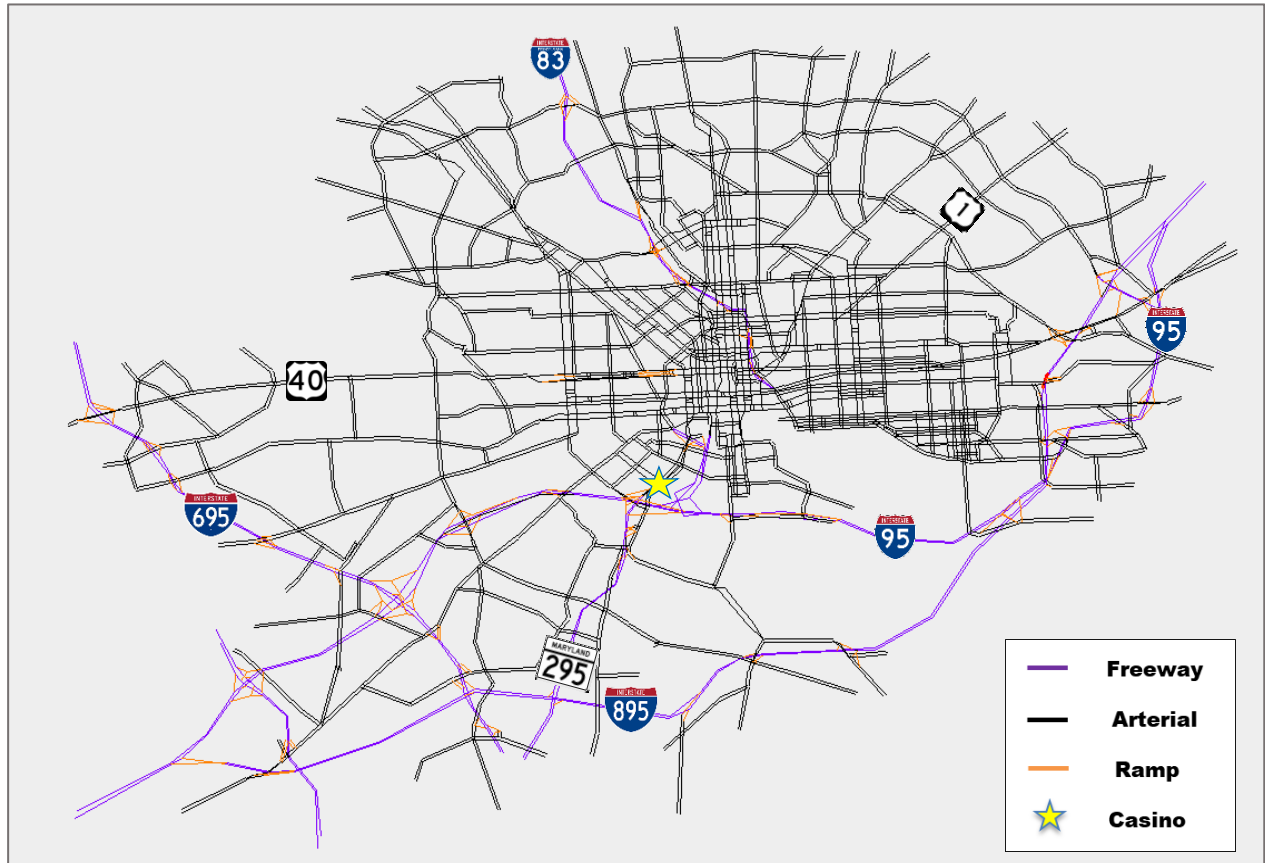 INTERSTATE
83
1
INTERSTATE
95
40
INTERSTATE
695
INTERSTATE
95
MARYLAND
295
INTERSTATE
895
Freeway
Arterial
Ramp
Casino